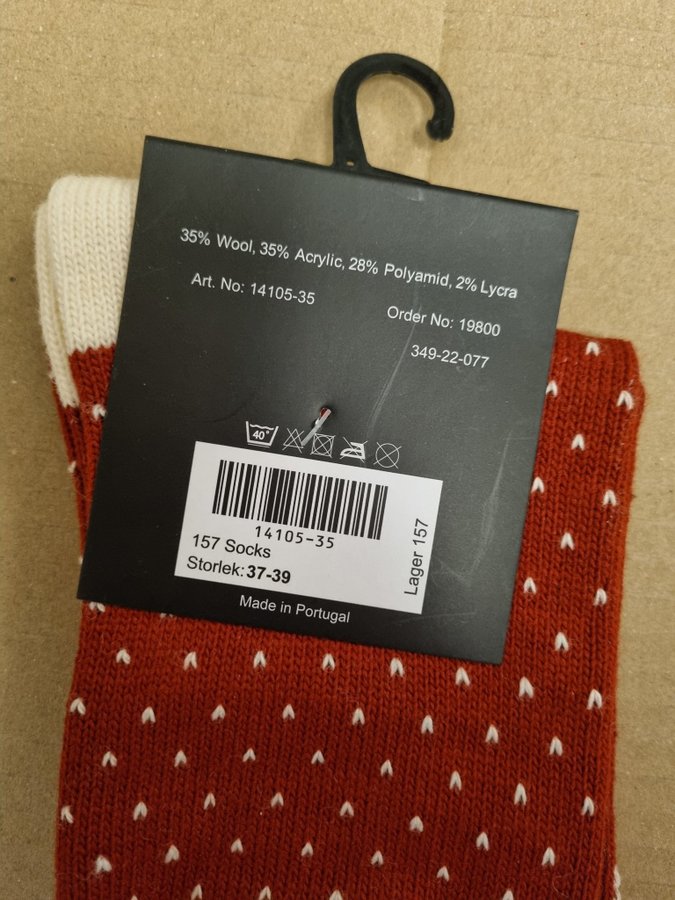 35% Wool, 35% Acrylic, 28% Polyamid, 2% Lycra
Art. No: 14105-35
Order No: 19800
349-22-077
40°
14105-35
157 Socks
Storlek: 37-39
Lager 157
Made in Portugal